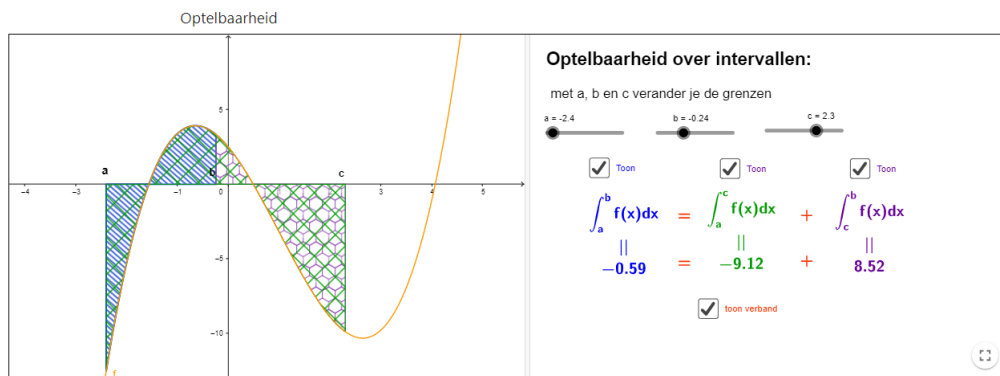 Optelbaarheid
Optelbaarheid over intervallen:
met a, b en c verander je de grenzen
a = -2.4
b = -0.24
c = 2.3
Toon
Toon
Toon
∫ₐᵇ f(x)dx = ∫ₐᶜ f(x)dx + ∫꜀ᵇ f(x)dx
|| || ||
−0.59 = −9.12 + 8.52
toon verband
5
a b c
−4 −3 −1 0 1 3 4 5
−5
−10
f